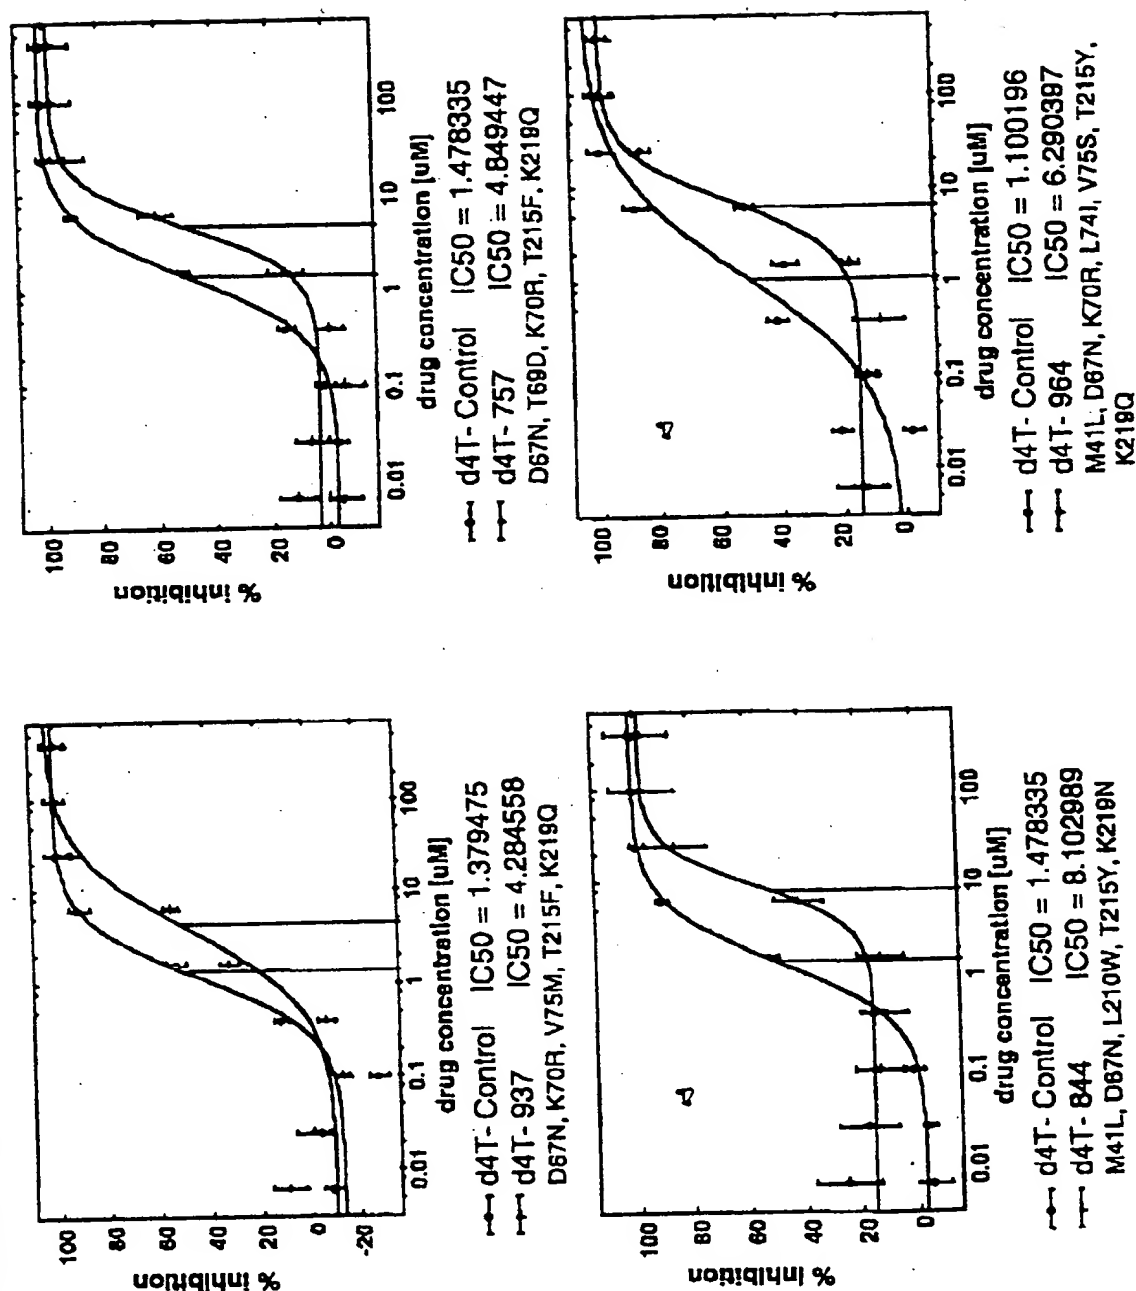 % inhibition
100
80
60
40
20
0
-20
0.01
0.1
1
10
100
drug concentration [uM]
d4T- Control IC50 = 1.379475
d4T- 937 IC50 = 4.284558
D67N, K70R, V75M, T215F, K219Q
% inhibition
100
80
60
40
20
0
0.01
0.1
1
10
100
drug concentration [uM]
d4T- Control IC50 = 1.478335
d4T- 757 IC50 = 4.849447
D67N, T69D, K70R, T215F, K219Q
% inhibition
100
80
60
40
20
0
0.01
0.1
1
10
100
drug concentration [uM]
d4T- Control IC50 = 1.478335
d4T- 844 IC50 = 8.102989
M41L, D67N, L210W, T215Y, K219N
% inhibition
100
80
60
40
20
0
0.01
0.1
1
10
100
drug concentration [uM]
d4T- Control IC50 = 1.100196
d4T- 964 IC50 = 6.290397
M41L, D67N, K70R, L74I, V75S, T215Y,
K219Q